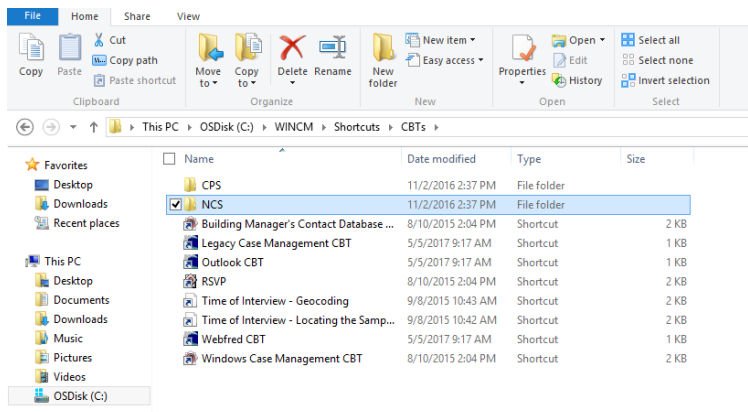 File Home Share View
Cut
Copy path
Paste shortcut
Copy Paste
Move to Copy to Delete Rename
New folder
New item
Easy access
Properties
Open
Edit
History
Select all
Select none
Invert selection
Clipboard Organize New Open Select
This PC OSDisk (C:) WINCM Shortcuts CBTs
Name Date modified Type Size
Favorites
Desktop
Downloads
Recent places
This PC
Desktop
Documents
Downloads
Music
Pictures
Videos
OSDisk (C:)
CPS 11/2/2016 2:37 PM File folder
NCS 11/2/2016 2:37 PM File folder
Building Manager's Contact Database ... 8/10/2015 2:04 PM Shortcut 2 KB
Legacy Case Management CBT 5/5/2017 9:17 AM Shortcut 1 KB
Outlook CBT 5/5/2017 9:17 AM Shortcut 1 KB
RSVP 8/10/2015 2:04 PM Shortcut 2 KB
Time of Interview - Geocoding 9/8/2015 10:43 AM Shortcut 2 KB
Time of Interview - Locating the Samp... 9/8/2015 10:42 AM Shortcut 2 KB
Webfred CBT 5/5/2017 9:17 AM Shortcut 1 KB
Windows Case Management CBT 8/10/2015 2:04 PM Shortcut 2 KB